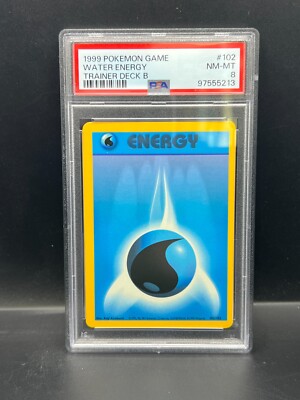 1999 POKEMON GAME #102
WATER ENERGY NM-MT
TRAINER DECK B 8
PSA 97555213
ENERGY